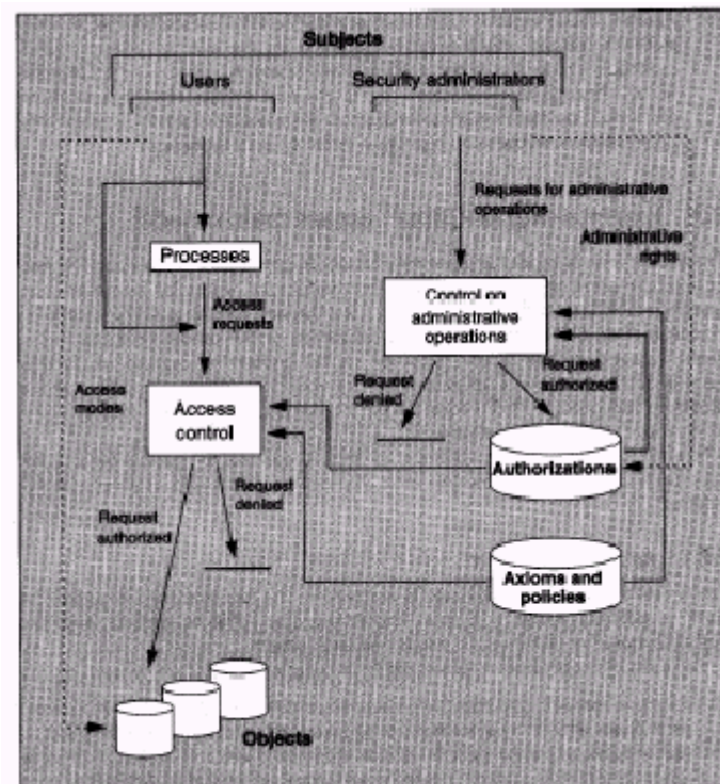 Subjects
Users
Security administrators
Requests for administrative
operations
Administrative
rights
Processes
Access
requests
Control on
administrative
operations
Access
modes
Access
control
Request
denied
Request
authorized
Request
authorized
Request
denied
Authorizations
Axioms and
policies
Objects